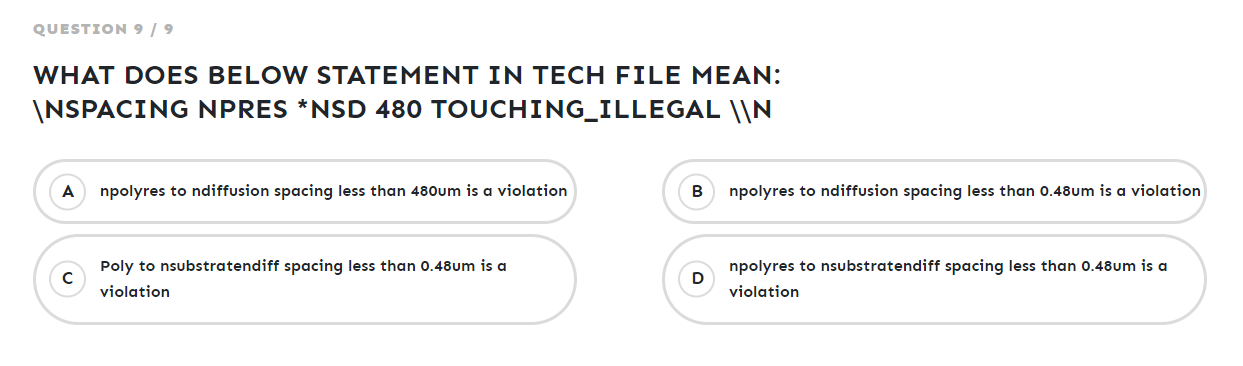 QUESTION 9 / 9
WHAT DOES BELOW STATEMENT IN TECH FILE MEAN:
\NSPACING NPRES *NSD 480 TOUCHING_ILLEGAL \\N
A npolyres to ndiffusion spacing less than 480um is a violation
B npolyres to ndiffusion spacing less than 0.48um is a violation
C Poly to nsubstratendiff spacing less than 0.48um is a
violation
D npolyres to nsubstratendiff spacing less than 0.48um is a
violation